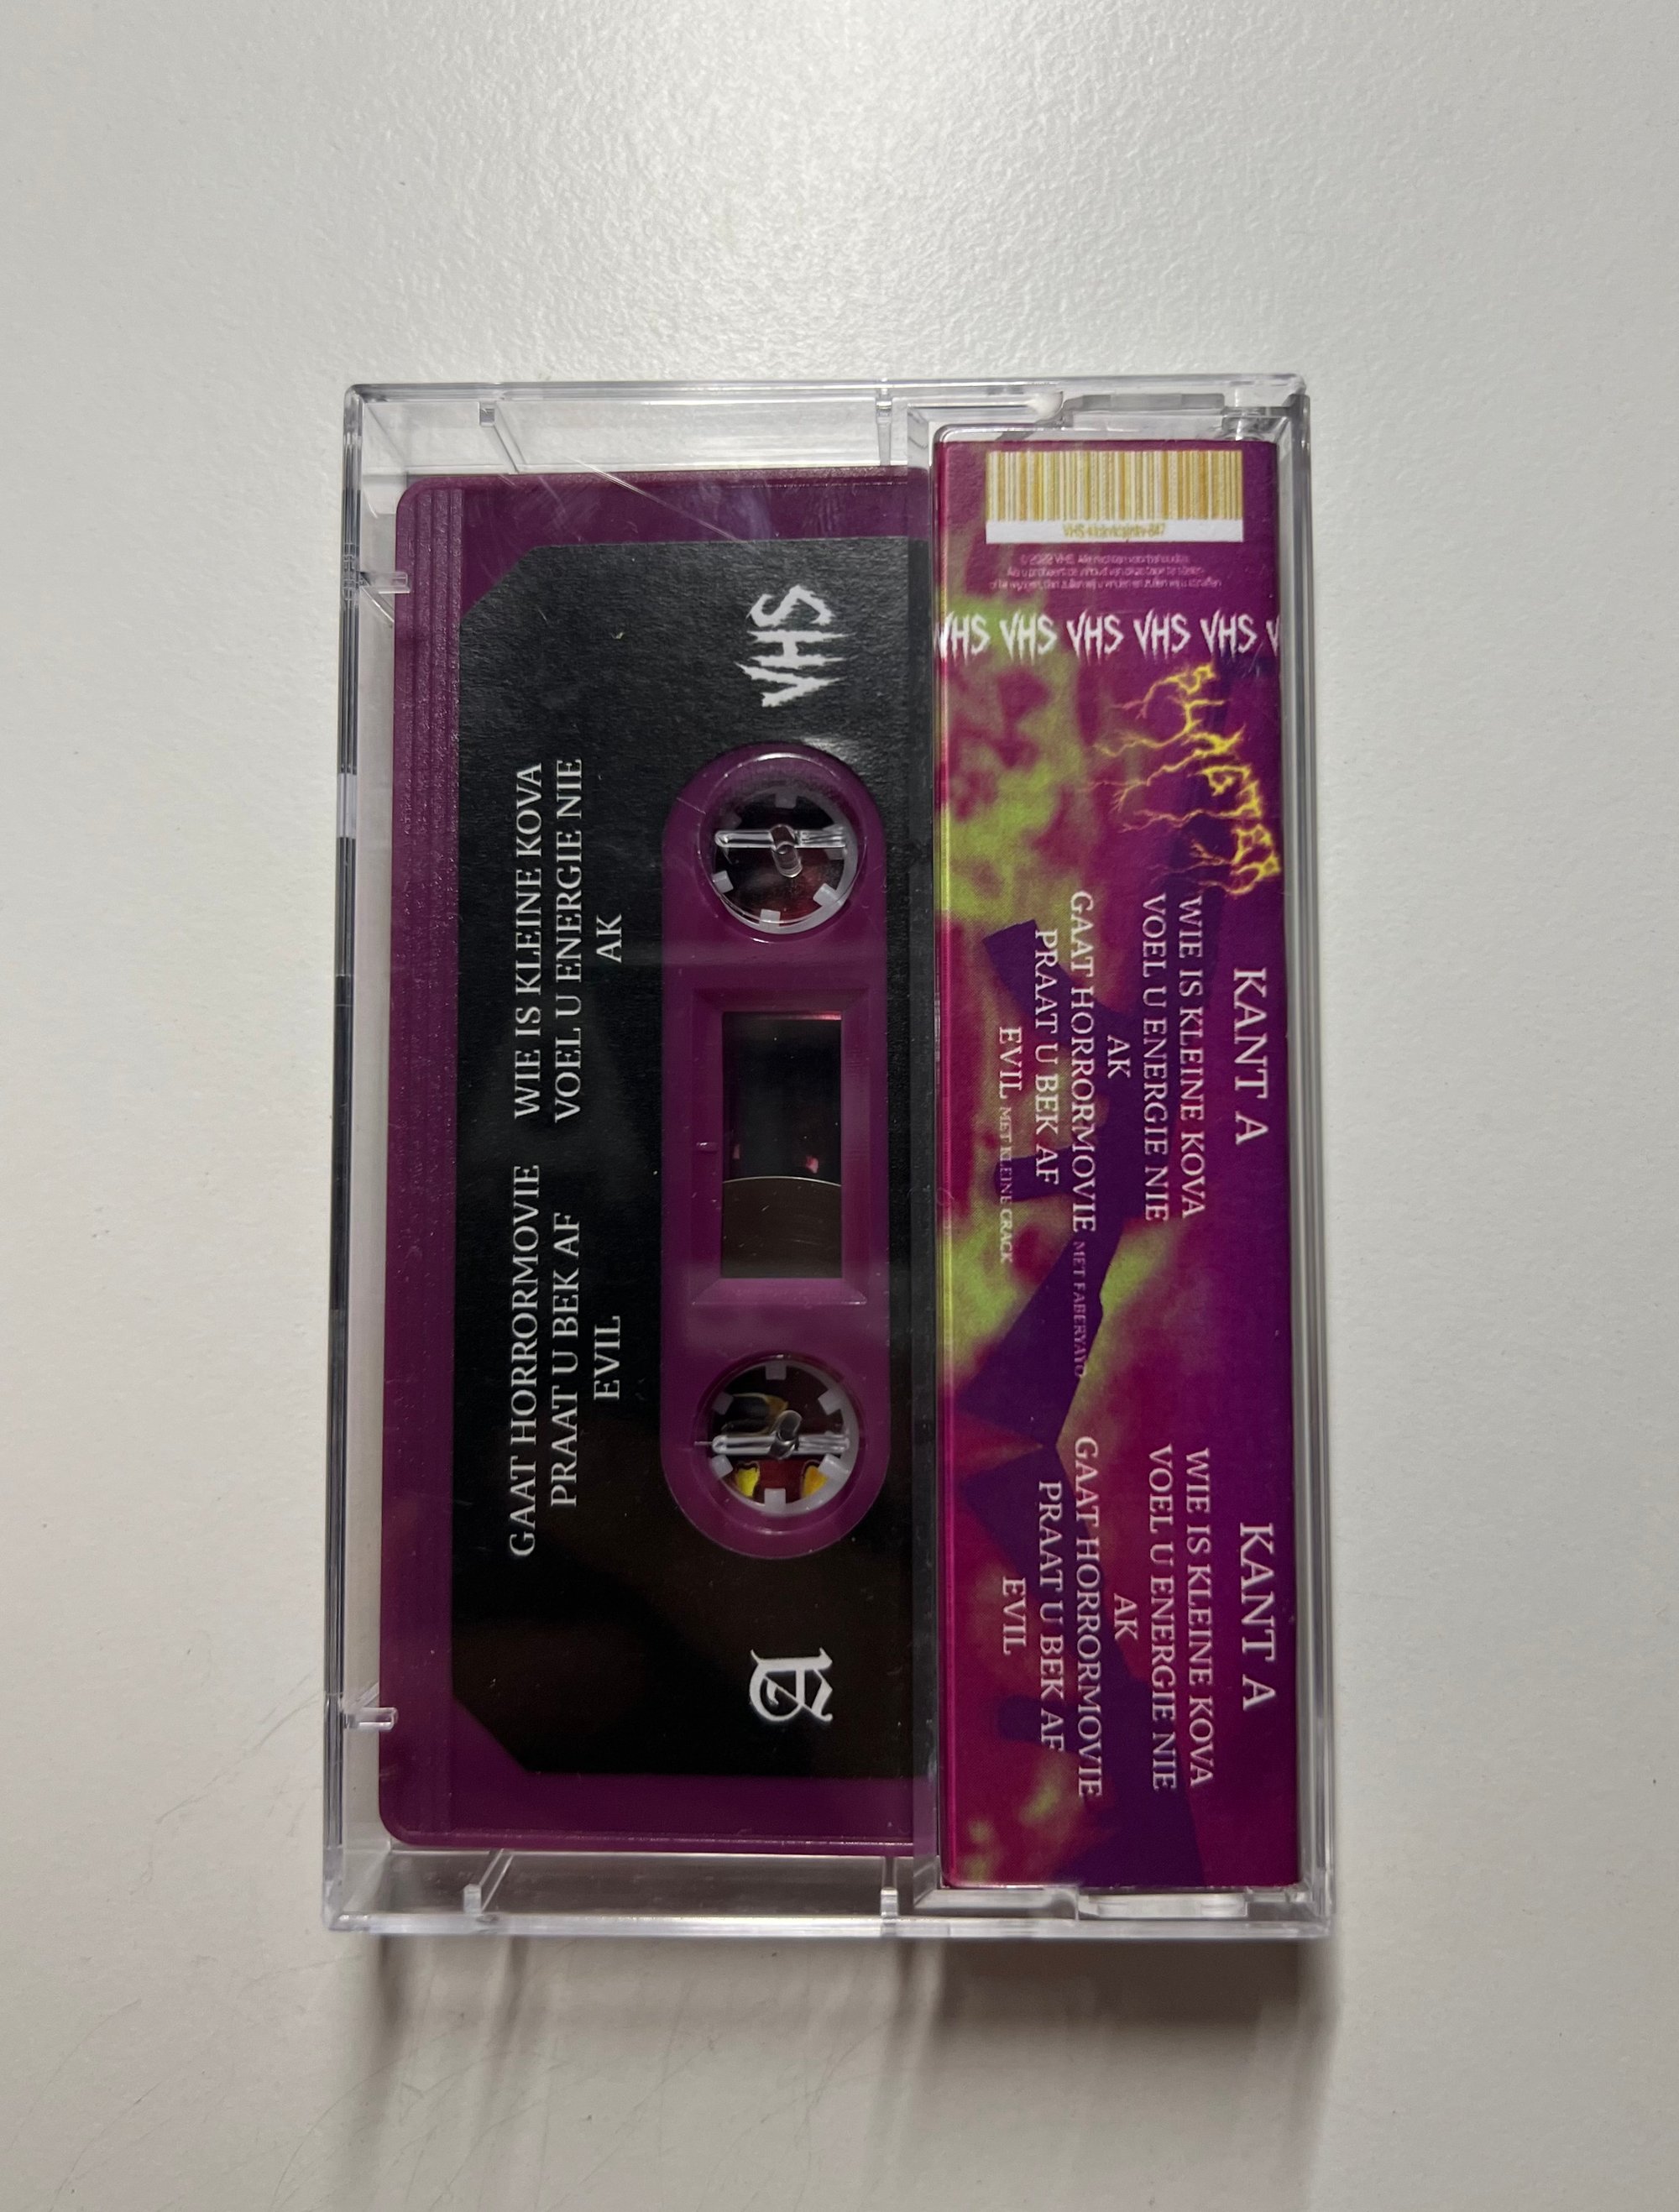 VHS
WIE IS KLEINE KOVA
VOEL U ENERGIE NIE
AK
GAAT HORRORMOVIE
PRAAT U BEK AF
EVIL
A
VHS VHS VHS VHS VHS V
SLAGTER
KANT A
WIE IS KLEINE KOVA
VOEL U ENERGIE NIE
AK
GAAT HORRORMOVIE MET FABERYAYO
PRAAT U BEK AF
EVIL MET KLEINE CRACK
KANT A
WIE IS KLEINE KOVA
VOEL U ENERGIE NIE
AK
GAAT HORRORMOVIE
PRAAT U BEK AF
EVIL